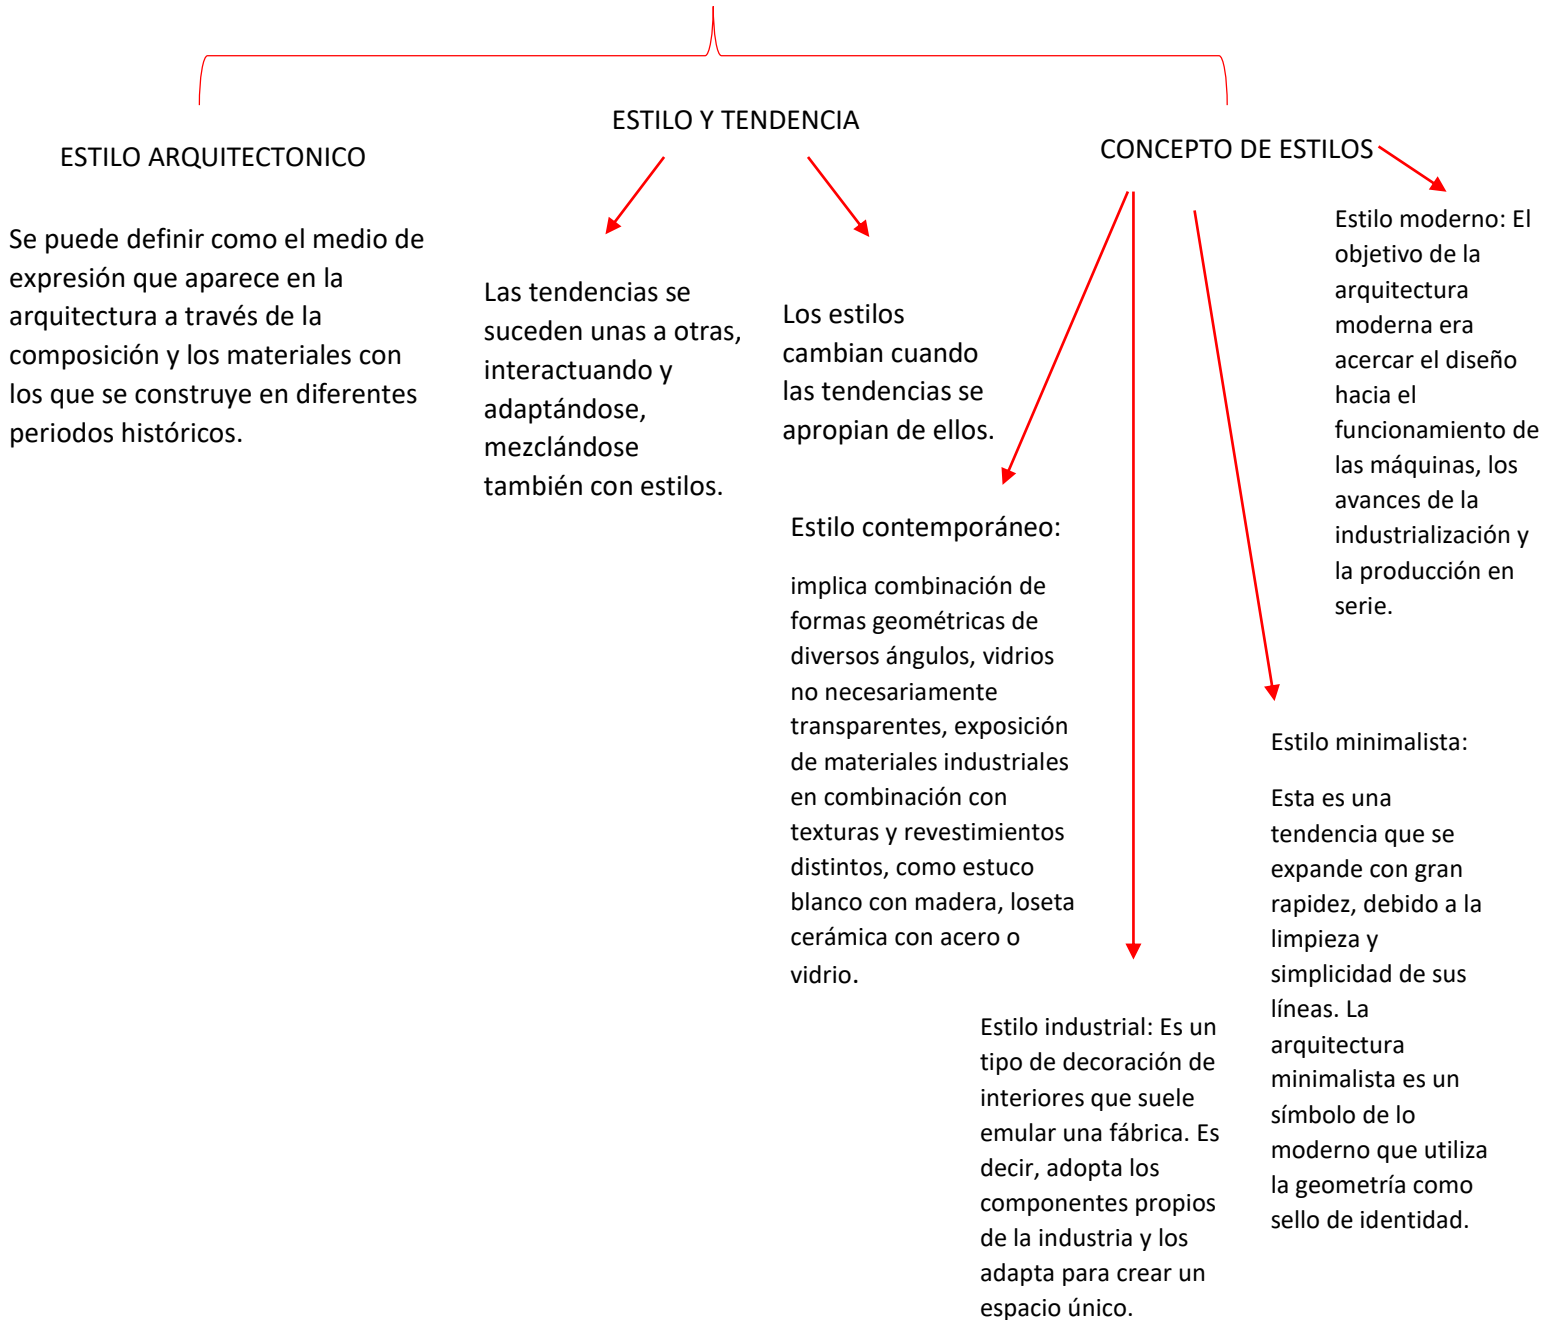 ESTILO ARQUITECTONICO
Se puede definir como el medio de
expresión que aparece en la
arquitectura a través de la
composición y los materiales con
los que se construye en diferentes
periodos históricos.
ESTILO Y TENDENCIA
Las tendencias se
suceden unas a otras,
interactuando y
adaptándose,
mezclándose
también con estilos.
Los estilos
cambian cuando
las tendencias se
apropian de ellos.
CONCEPTO DE ESTILOS
Estilo contemporáneo:
implica combinación de
formas geométricas de
diversos ángulos, vidrios
no necesariamente
transparentes, exposición
de materiales industriales
en combinación con
texturas y revestimientos
distintos, como estuco
blanco con madera, loseta
cerámica con acero o
vidrio.
Estilo industrial: Es un
tipo de decoración de
interiores que suele
emular una fábrica. Es
decir, adopta los
componentes propios
de la industria y los
adapta para crear un
espacio único.
Estilo minimalista:
Esta es una
tendencia que se
expande con gran
rapidez, debido a la
limpieza y
simplicidad de sus
líneas. La
arquitectura
minimalista es un
símbolo de lo
moderno que utiliza
la geometría como
sello de identidad.
Estilo moderno: El
objetivo de la
arquitectura
moderna era
acercar el diseño
hacia el
funcionamiento de
las máquinas, los
avances de la
industrialización y
la producción en
serie.